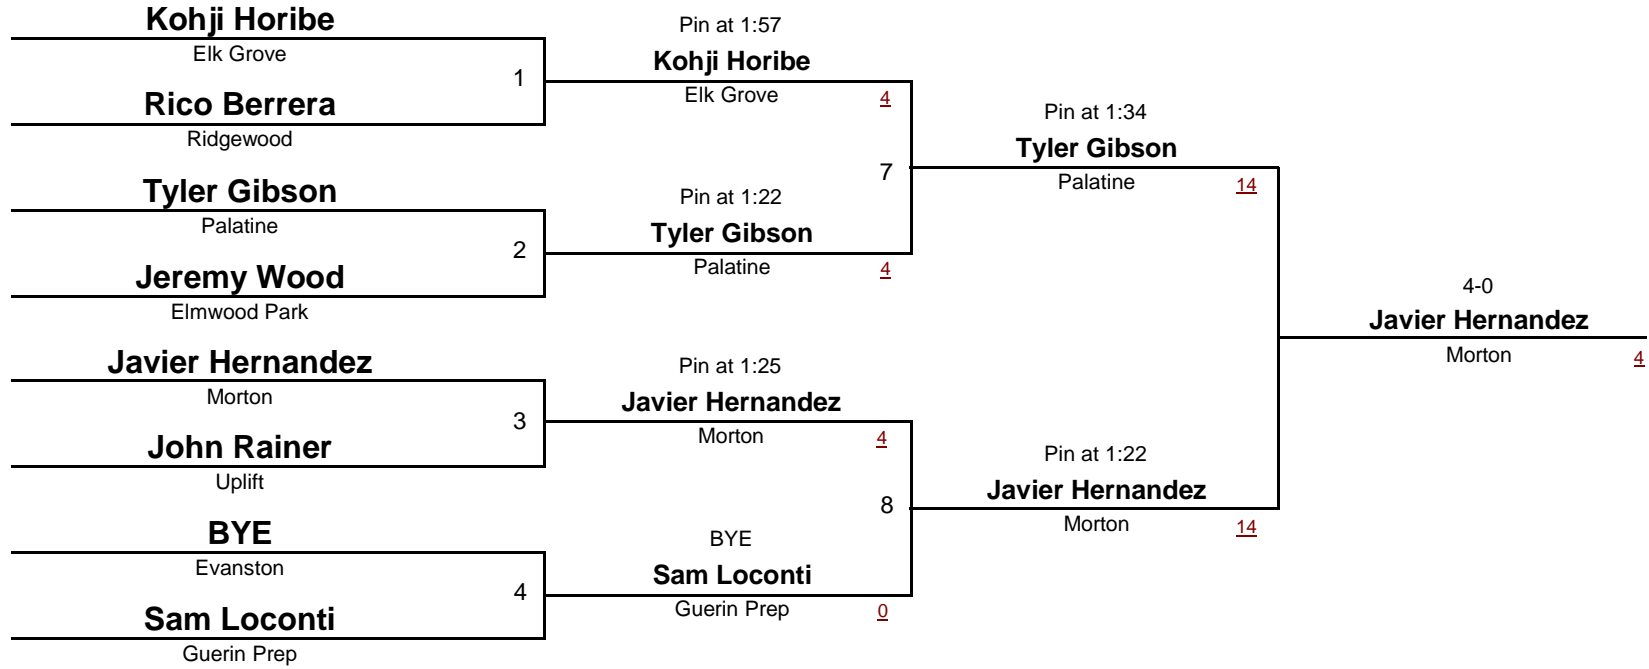 Kohji Horibe
Elk Grove
1
Rico Berrera
Ridgewood
Tyler Gibson
Palatine
2
Jeremy Wood
Elmwood Park
Javier Hernandez
Morton
3
John Rainer
Uplift
BYE
Evanston
4
Sam Loconti
Guerin Prep
Pin at 1:57
Kohji Horibe
Elk Grove
4
7
Pin at 1:22
Tyler Gibson
Palatine
4
Pin at 1:25
Javier Hernandez
Morton
4
8
BYE
Sam Loconti
Guerin Prep
0
Pin at 1:34
Tyler Gibson
Palatine
14
Pin at 1:22
Javier Hernandez
Morton
14
4-0
Javier Hernandez
Morton
4